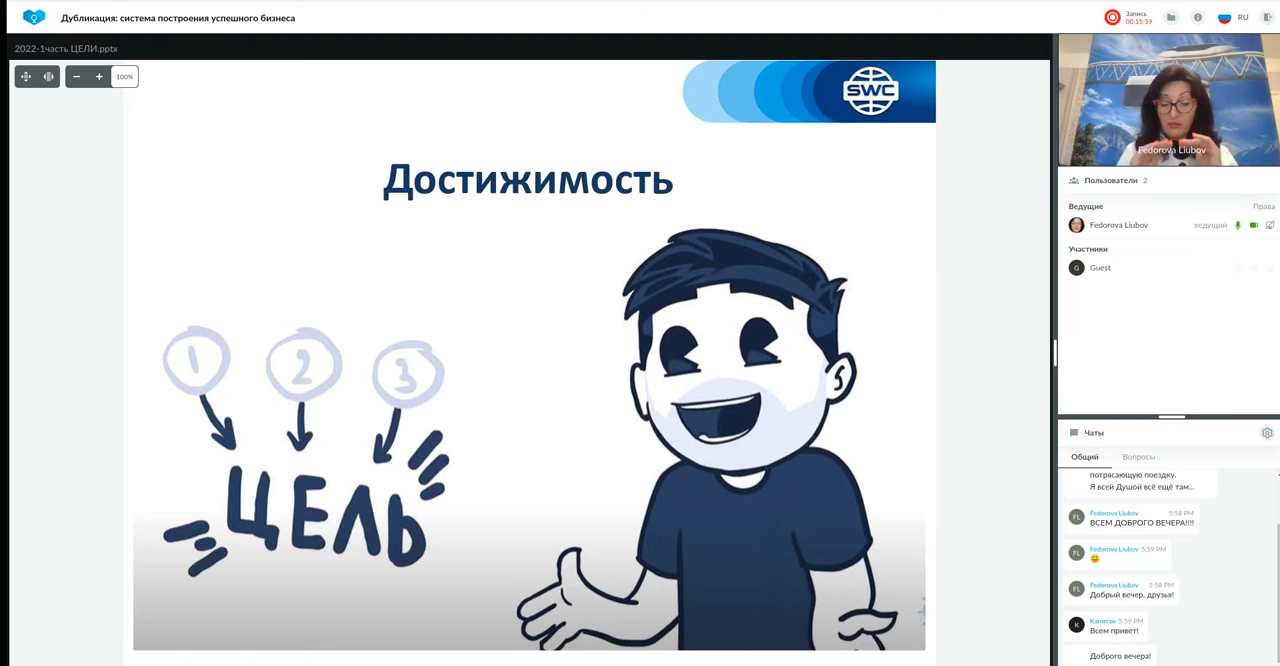 Дубликация: система построения успешного бизнеса
Запись
00:15:59
RU
2022-1часть ЦЕЛИ.pptx
100%
SWC
Достижимость
1 2 3
ЦЕЛЬ
Fedorova Liubov
Пользователи 2
Ведущие Права
Fedorova Liubov ведущий
Участники
G Guest
Чаты
Общий Вопросы
потрясающую поездку.
Я всей Душой всё ещё там...
FL Fedorova Liubov 5:58 PM
ВСЕМ ДОБРОГО ВЕЧЕРА!!!!
FL Fedorova Liubov 5:59 PM
😊
FL Fedorova Liubov 5:58 PM
Добрый вечер, друзья!
К Капитан 5:59 PM
Всем привет!
Доброго вечера!